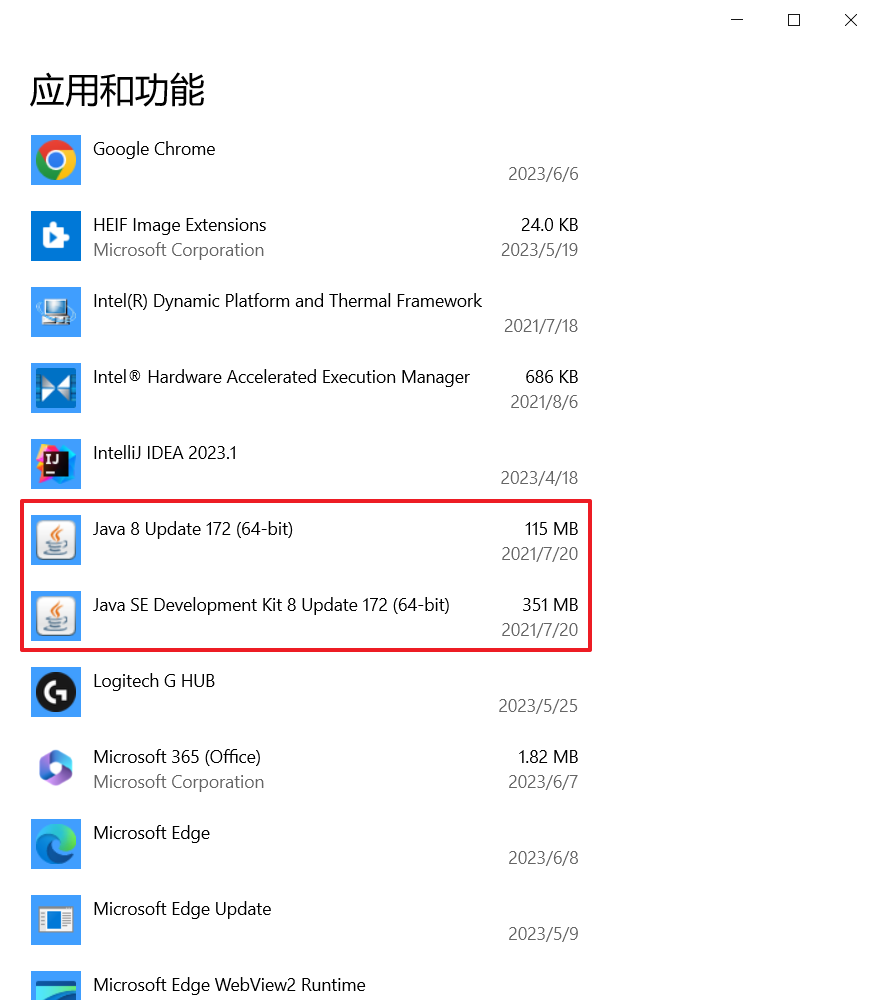 应用和功能
Google Chrome
2023/6/6
HEIF Image Extensions 24.0 KB
Microsoft Corporation 2023/5/19
Intel(R) Dynamic Platform and Thermal Framework
2021/7/18
Intel® Hardware Accelerated Execution Manager 686 KB
2021/8/6
IJ
IntelliJ IDEA 2023.1
2023/4/18
Java 8 Update 172 (64-bit) 115 MB
2021/7/20
Java SE Development Kit 8 Update 172 (64-bit) 351 MB
2021/7/20
Logitech G HUB
2023/5/25
Microsoft 365 (Office) 1.82 MB
Microsoft Corporation 2023/6/7
Microsoft Edge
2023/6/8
Microsoft Edge Update
2023/5/9
Microsoft Edge WebView2 Runtime